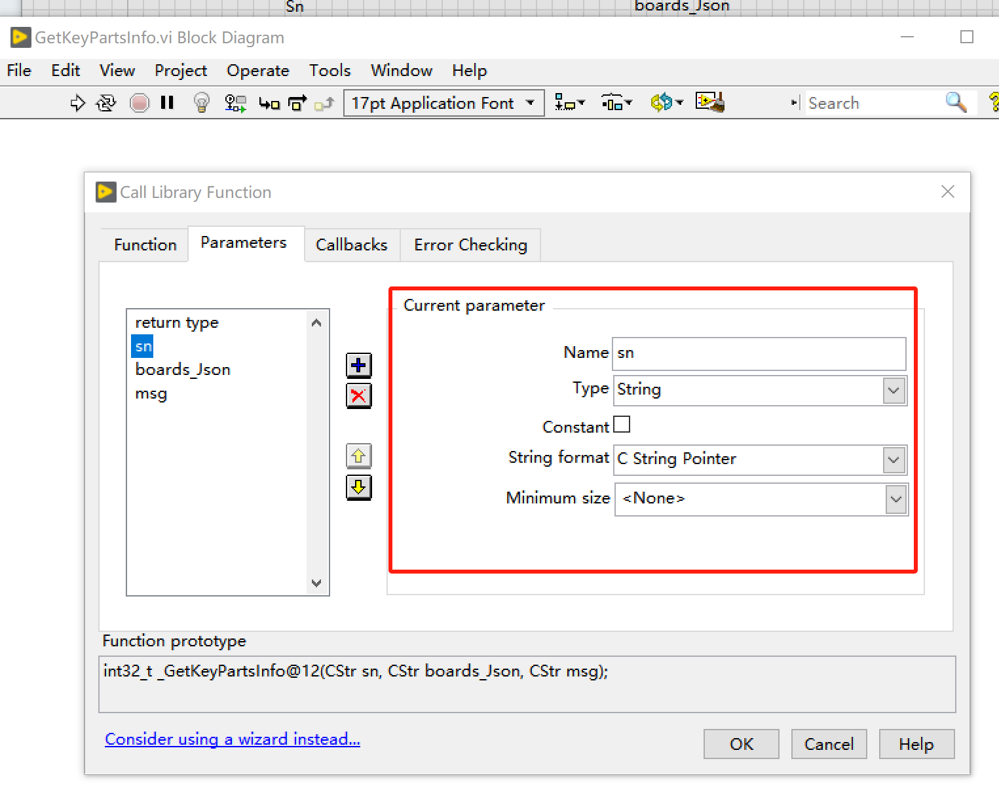 Sn boards_Json
GetKeyPartsInfo.vi Block Diagram
File Edit View Project Operate Tools Window Help
17pt Application Font Search
Call Library Function
Function Parameters Callbacks Error Checking
Current parameter
return type
sn
boards_Json
msg
Name sn
Type String
Constant
String format C String Pointer
Minimum size <None>
Function prototype
int32_t _GetKeyPartsInfo@12(CStr sn, CStr boards_Json, CStr msg);
Consider using a wizard instead...
OK Cancel Help